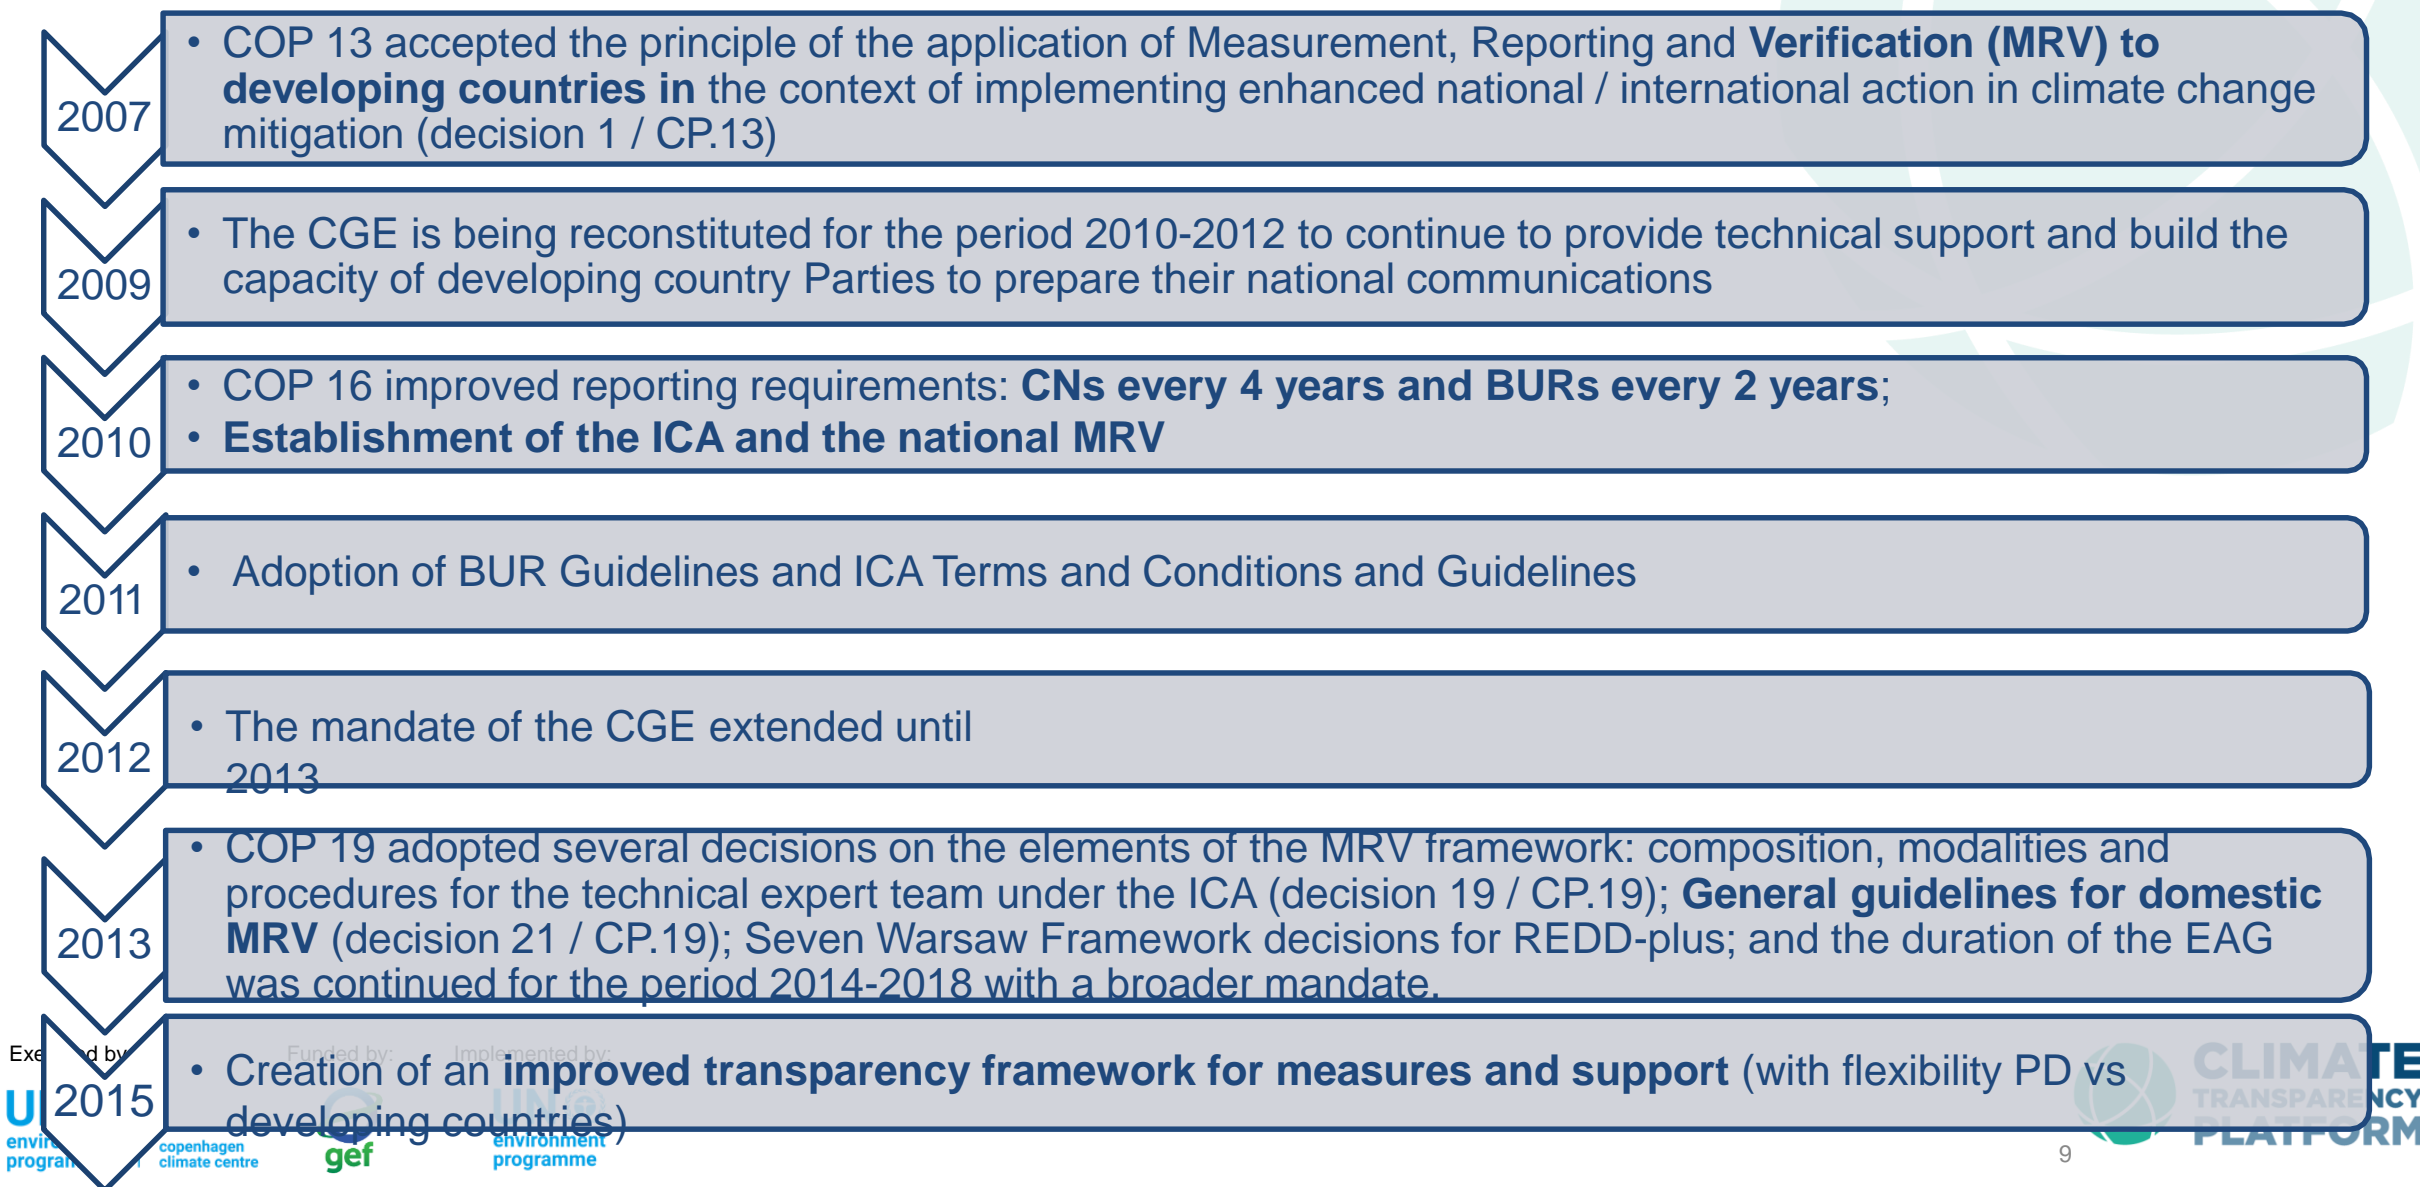 2007
• COP 13 accepted the principle of the application of Measurement, Reporting and Verification (MRV) to
developing countries in the context of implementing enhanced national / international action in climate change
mitigation (decision 1 / CP.13)
2009
• The CGE is being reconstituted for the period 2010-2012 to continue to provide technical support and build the
capacity of developing country Parties to prepare their national communications
2010
• COP 16 improved reporting requirements: CNs every 4 years and BURs every 2 years;
• Establishment of the ICA and the national MRV
2011
• Adoption of BUR Guidelines and ICA Terms and Conditions and Guidelines
2012
• The mandate of the CGE extended until
2013
2013
• COP 19 adopted several decisions on the elements of the MRV framework: composition, modalities and
procedures for the technical expert team under the ICA (decision 19 / CP.19); General guidelines for domestic
MRV (decision 21 / CP.19); Seven Warsaw Framework decisions for REDD-plus; and the duration of the EAG
was continued for the period 2014-2018 with a broader mandate.
2015
• Creation of an improved transparency framework for measures and support (with flexibility PD vs
developing countries)
Funded by:
Implemented by:
copenhagen
climate centre
gef
UN
environment
programme
CLIMATE
TRANSPARENCY
PLATFORM
9